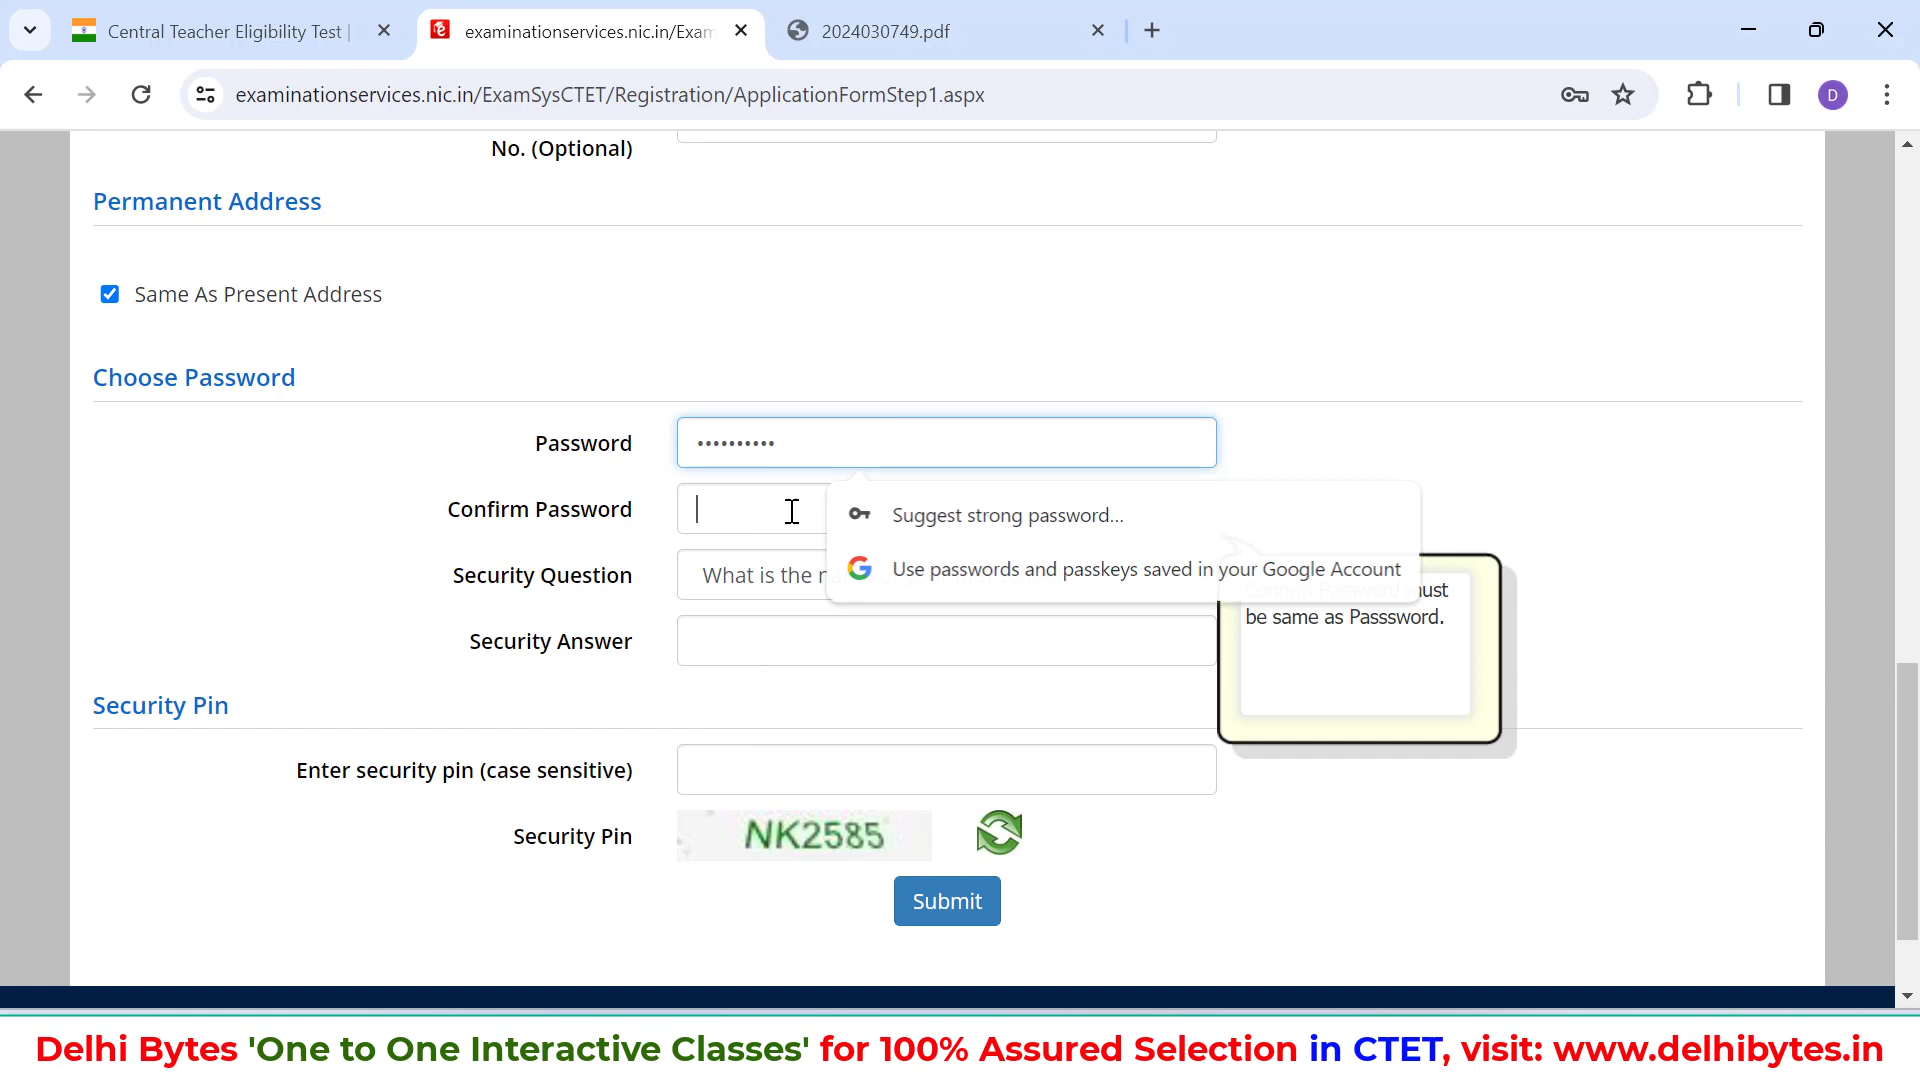 Central Teacher Eligibility Test |
examinationservices.nic.in/Exam
2024030749.pdf
examinationservices.nic.in/ExamSysCTET/Registration/ApplicationFormStep1.aspx
D
No. (Optional)
Permanent Address
Same As Present Address
Choose Password
Password ••••••••••
Confirm Password
Suggest strong password...
Security Question What is the
Use passwords and passkeys saved in your Google Account
must
be same as Passsword.
Security Answer
Security Pin
Enter security pin (case sensitive)
Security Pin NK2585
Submit
Delhi Bytes 'One to One Interactive Classes' for 100% Assured Selection in CTET, visit: www.delhibytes.in